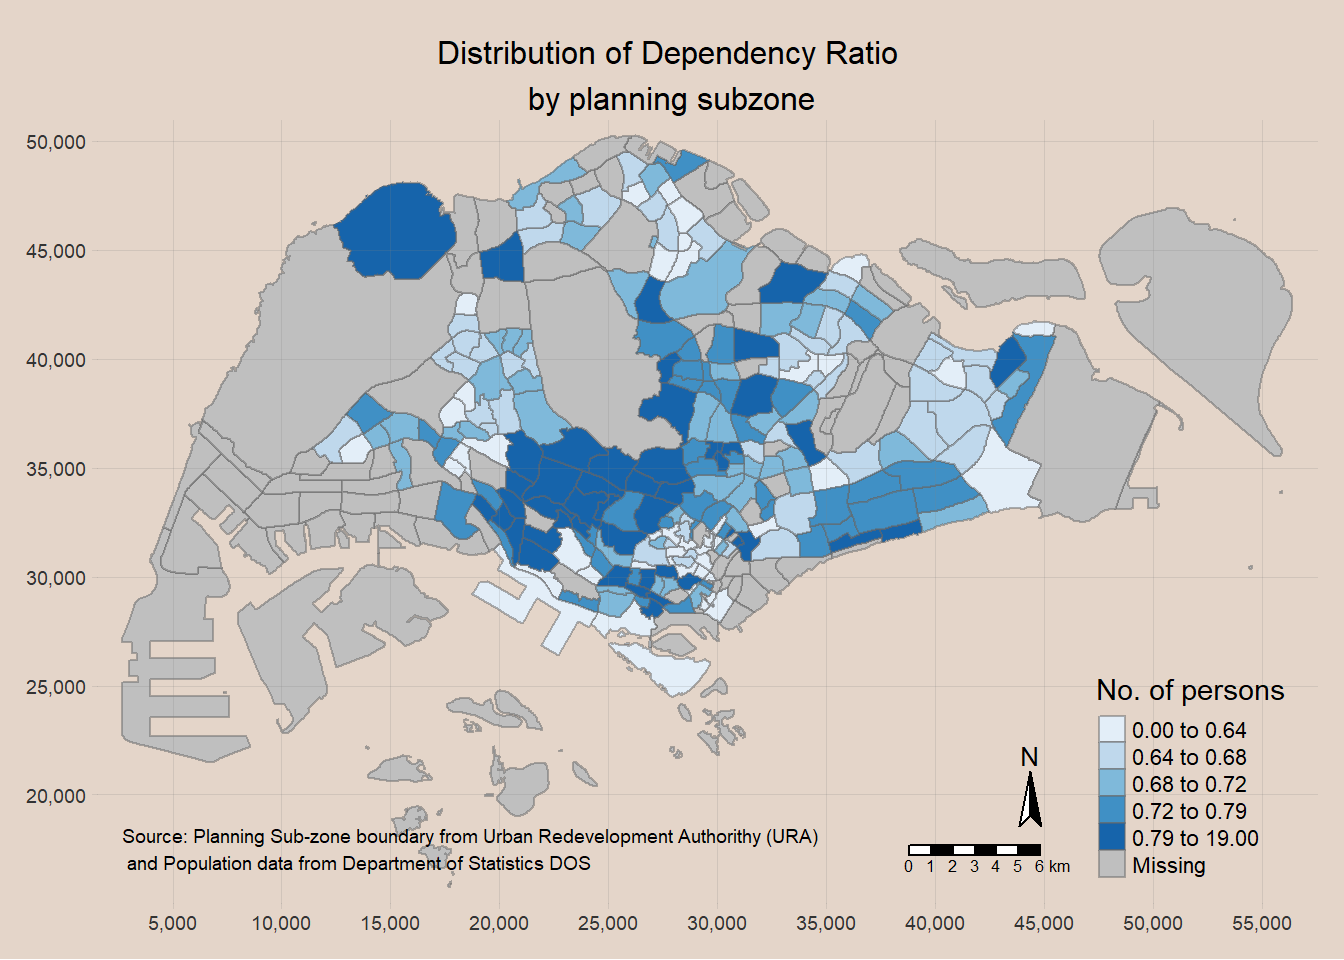 Distribution of Dependency Ratio
by planning subzone
50,000
45,000
40,000
35,000
30,000
25,000
20,000
No. of persons
0.00 to 0.64
0.64 to 0.68
0.68 to 0.72
0.72 to 0.79
0.79 to 19.00
Missing
N
0 1 2 3 4 5 6 km
Source: Planning Sub-zone boundary from Urban Redevelopment Authorithy (URA)
and Population data from Department of Statistics DOS
5,000 10,000 15,000 20,000 25,000 30,000 35,000 40,000 45,000 50,000 55,000